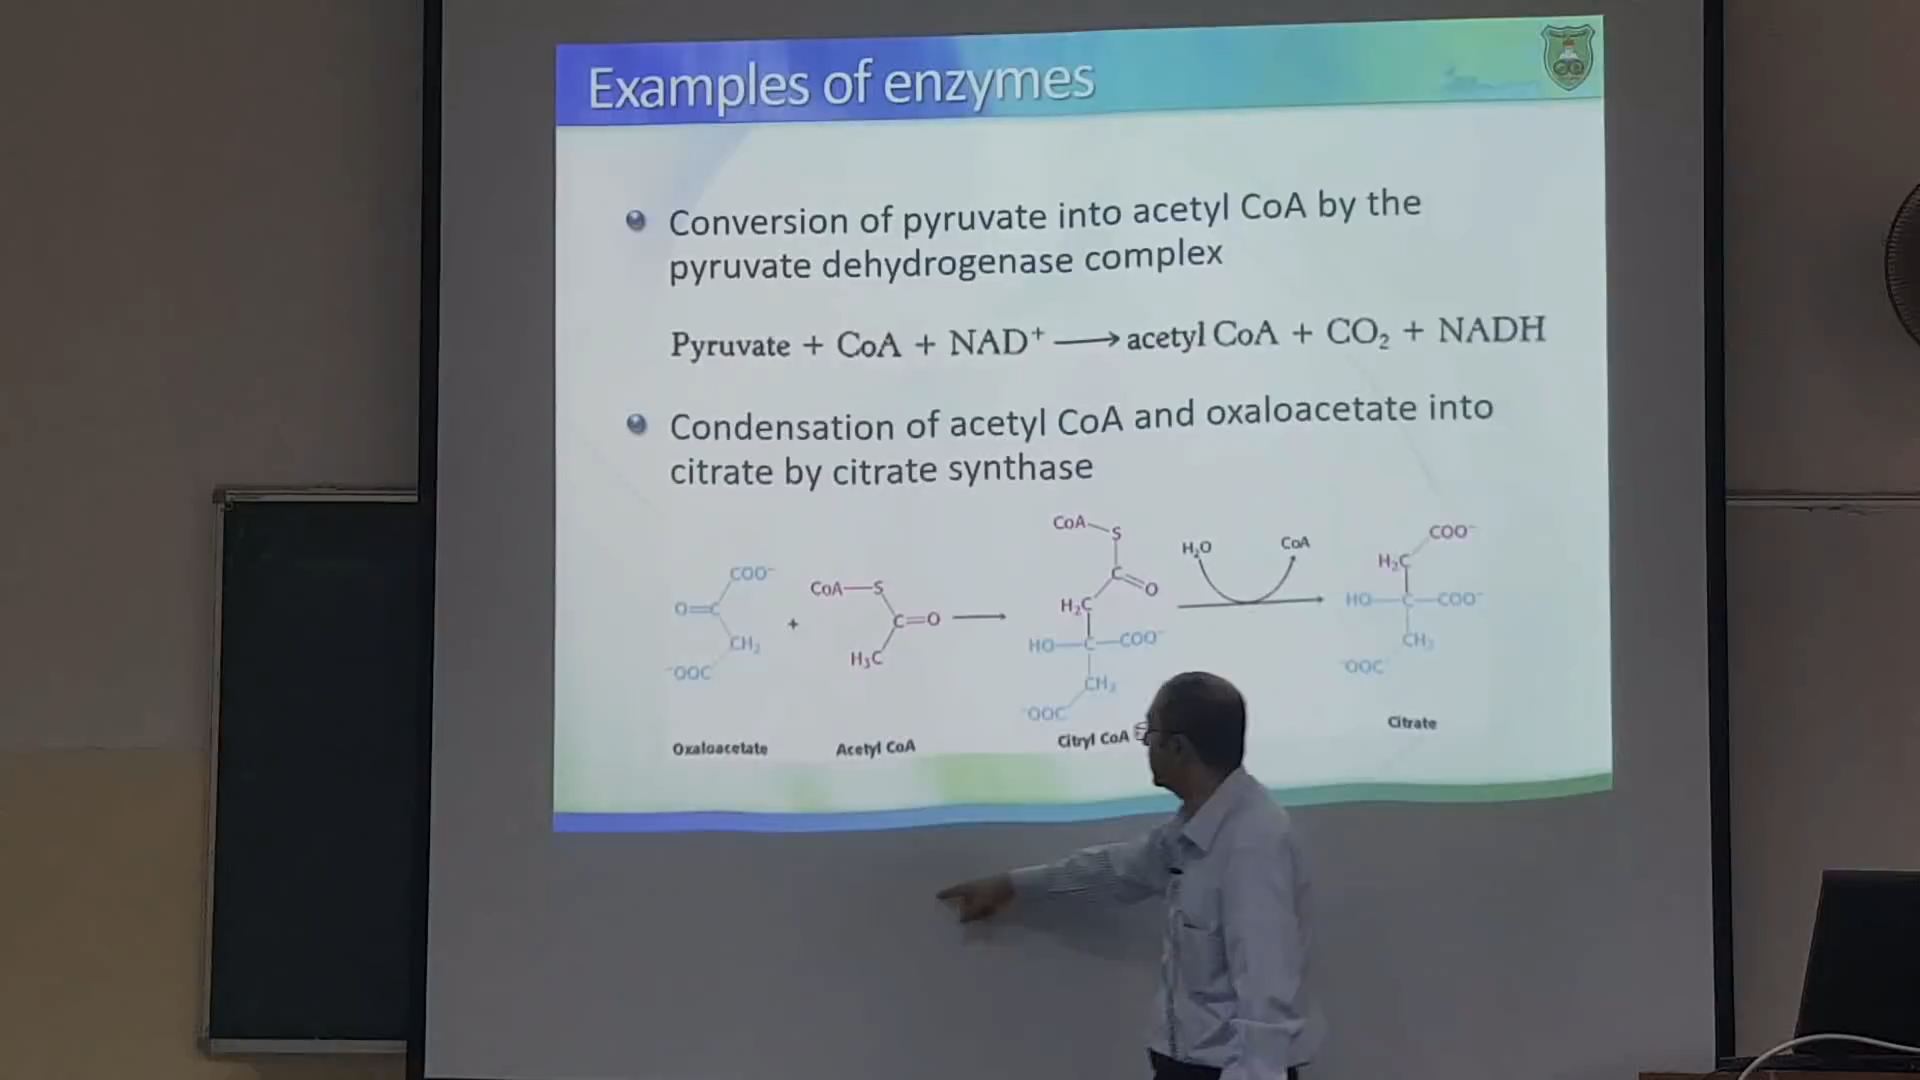 Examples of enzymes
Conversion of pyruvate into acetyl CoA by the
pyruvate dehydrogenase complex
Pyruvate + CoA + NAD⁺ ⟶ acetyl CoA + CO₂ + NADH
Condensation of acetyl CoA and oxaloacetate into
citrate by citrate synthase
COO⁻
O=C
CH₂
⁻OOC
Oxaloacetate
+
CoA—S
C=O
H₃C
Acetyl CoA
CoA—S
C=O
H₂C
HO—C—COO⁻
CH₂
⁻OOC
Citryl CoA
H₂O
CoA
COO⁻
H₂C
HO—C—COO⁻
CH₂
⁻OOC
Citrate